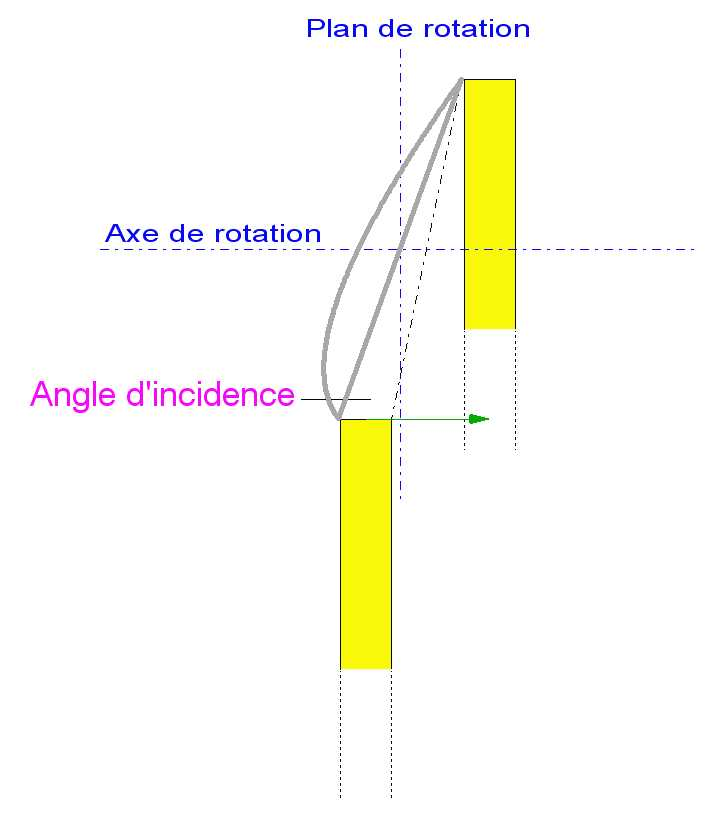 Plan de rotation
Axe de rotation
Angle d'incidence